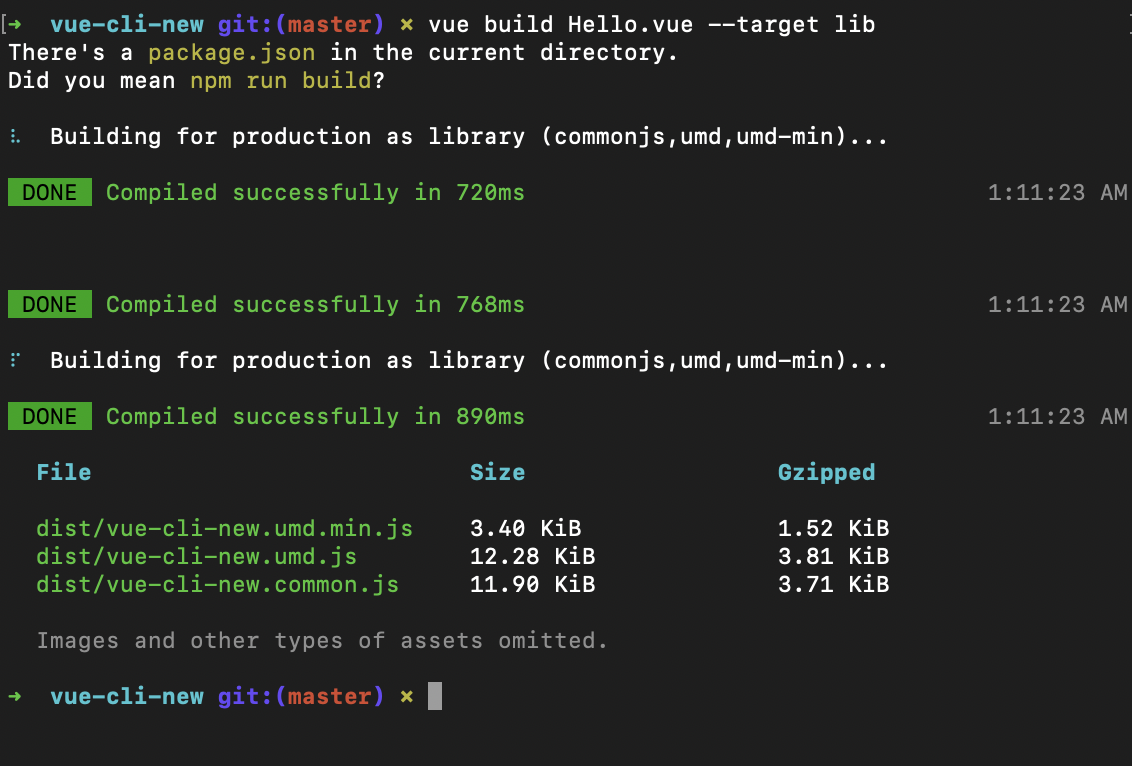 [➜  vue-cli-new git:(master) ✗ vue build Hello.vue --target lib ]
There's a package.json in the current directory.
Did you mean npm run build?
⠧  Building for production as library (commonjs,umd,umd-min)...
DONE  Compiled successfully in 720ms 1:11:23 AM
DONE  Compiled successfully in 768ms 1:11:23 AM
⠏  Building for production as library (commonjs,umd,umd-min)...
DONE  Compiled successfully in 890ms 1:11:23 AM
File Size Gzipped
dist/vue-cli-new.umd.min.js 3.40 KiB 1.52 KiB
dist/vue-cli-new.umd.js 12.28 KiB 3.81 KiB
dist/vue-cli-new.common.js 11.90 KiB 3.71 KiB
Images and other types of assets omitted.
➜  vue-cli-new git:(master) ✗